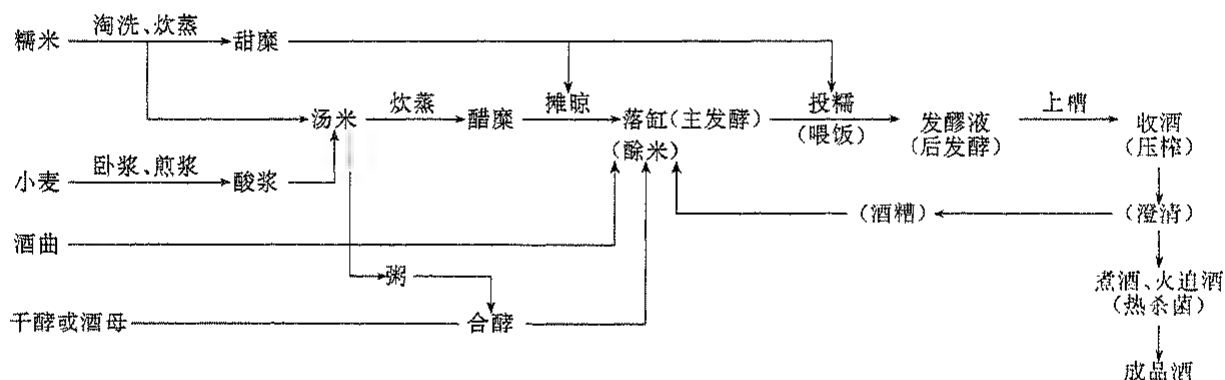 糯米 淘洗、炊蒸 甜糜
汤米 炊蒸 醋糜 摊晾 落缸(主发酵) 投糯 发醪液 上槽 收酒
(酴米) (喂饭) (后发酵) (压榨)
小麦 卧浆、煎浆 酸浆
(酒糟) (澄清)
酒曲
粥
煮酒、火迫酒
(热杀菌)
干酵或酒母 合酵
成品酒